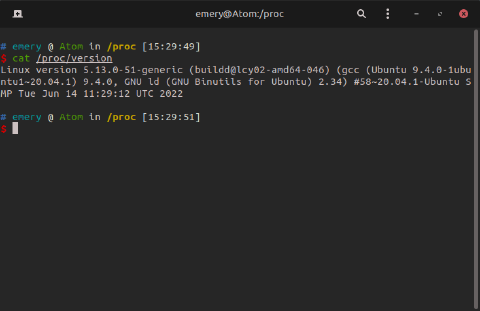 emery@Atom:/proc
# emery @ Atom in /proc [15:29:49]
$ cat /proc/version
Linux version 5.13.0-51-generic (buildd@lcy02-amd64-046) (gcc (Ubuntu 9.4.0-1ubu
ntu1~20.04.1) 9.4.0, GNU ld (GNU Binutils for Ubuntu) 2.34) #58~20.04.1-Ubuntu S
MP Tue Jun 14 11:29:12 UTC 2022
# emery @ Atom in /proc [15:29:51]
$